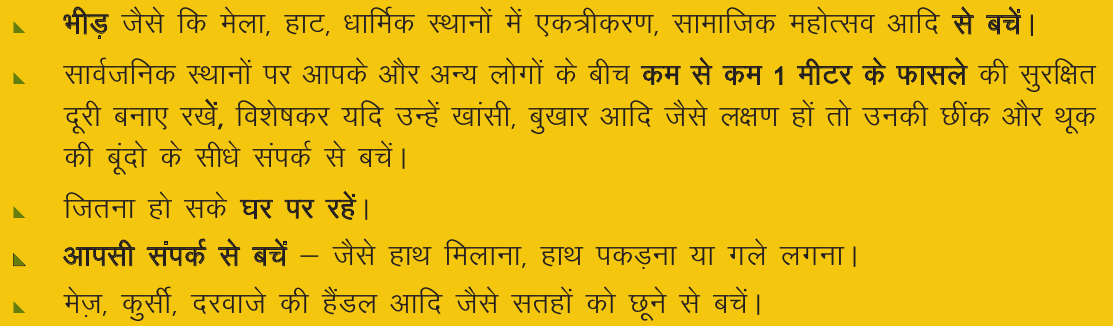 भीड़ जैसे कि मेला, हाट, धार्मिक स्थानों में एकत्रीकरण, सामाजिक महोत्सव आदि से बचें।
सार्वजनिक स्थानों पर आपके और अन्य लोगों के बीच कम से कम 1 मीटर के फासले की सुरक्षित
दूरी बनाए रखें, विशेषकर यदि उन्हें खांसी, बुखार आदि जैसे लक्षण हों तो उनकी छींक और थूक
की बूंदो के सीधे संपर्क से बचें।
जितना हो सके घर पर रहें।
आपसी संपर्क से बचें – जैसे हाथ मिलाना, हाथ पकड़ना या गले लगना।
मेज़, कुर्सी, दरवाजे की हैंडल आदि जैसे सतहों को छूने से बचें।